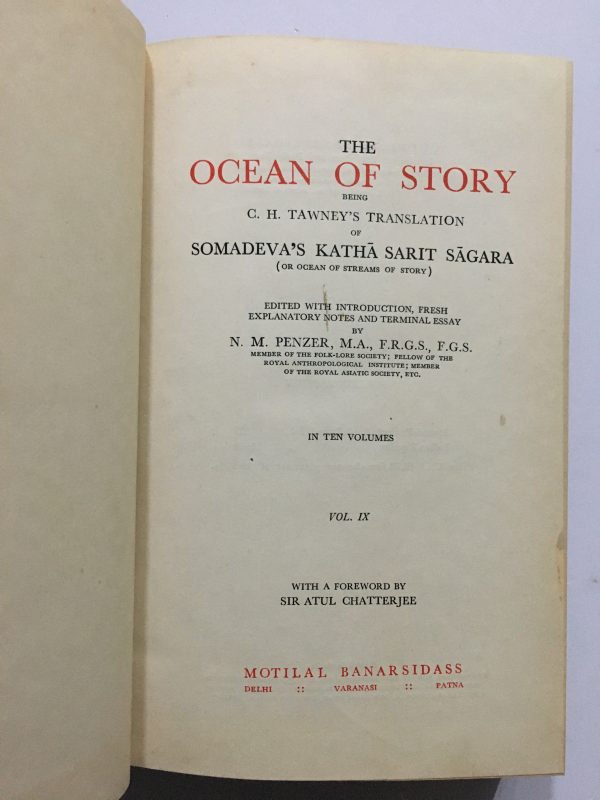 THE
OCEAN OF STORY
BEING
C. H. TAWNEY'S TRANSLATION
OF
SOMADEVA'S KATHĀ SARIT SĀGARA
(OR OCEAN OF STREAMS OF STORY)
EDITED WITH INTRODUCTION, FRESH
EXPLANATORY NOTES AND TERMINAL ESSAY
BY
N. M. PENZER, M.A., F.R.G.S., F.G.S.
MEMBER OF THE FOLK-LORE SOCIETY; FELLOW OF THE
ROYAL ANTHROPOLOGICAL INSTITUTE; MEMBER
OF THE ROYAL ASIATIC SOCIETY, ETC.
IN TEN VOLUMES
VOL. IX
WITH A FOREWORD BY
SIR ATUL CHATTERJEE
MOTILAL BANARSIDASS
DELHI :: VARANASI :: PATNA